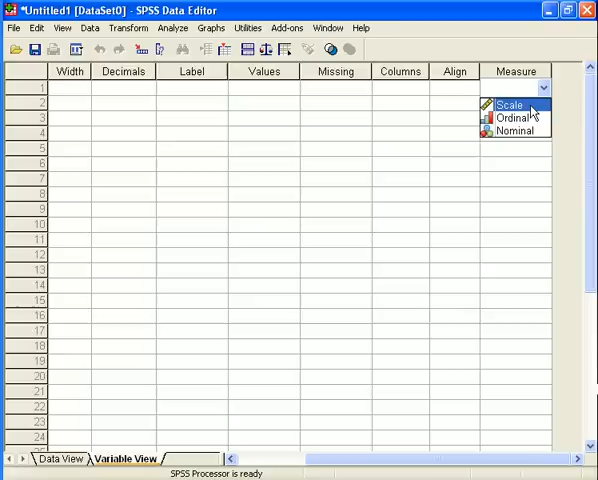 *Untitled1 [DataSet0] - SPSS Data Editor
File Edit View Data Transform Analyze Graphs Utilities Add-ons Window Help
Width Decimals Label Values Missing Columns Align Measure
1
2 Scale
3 Ordinal
4 Nominal
5
6
7
8
9
10
11
12
13
14
15
16
17
18
19
20
21
22
23
24
Data View Variable View
SPSS Processor is ready